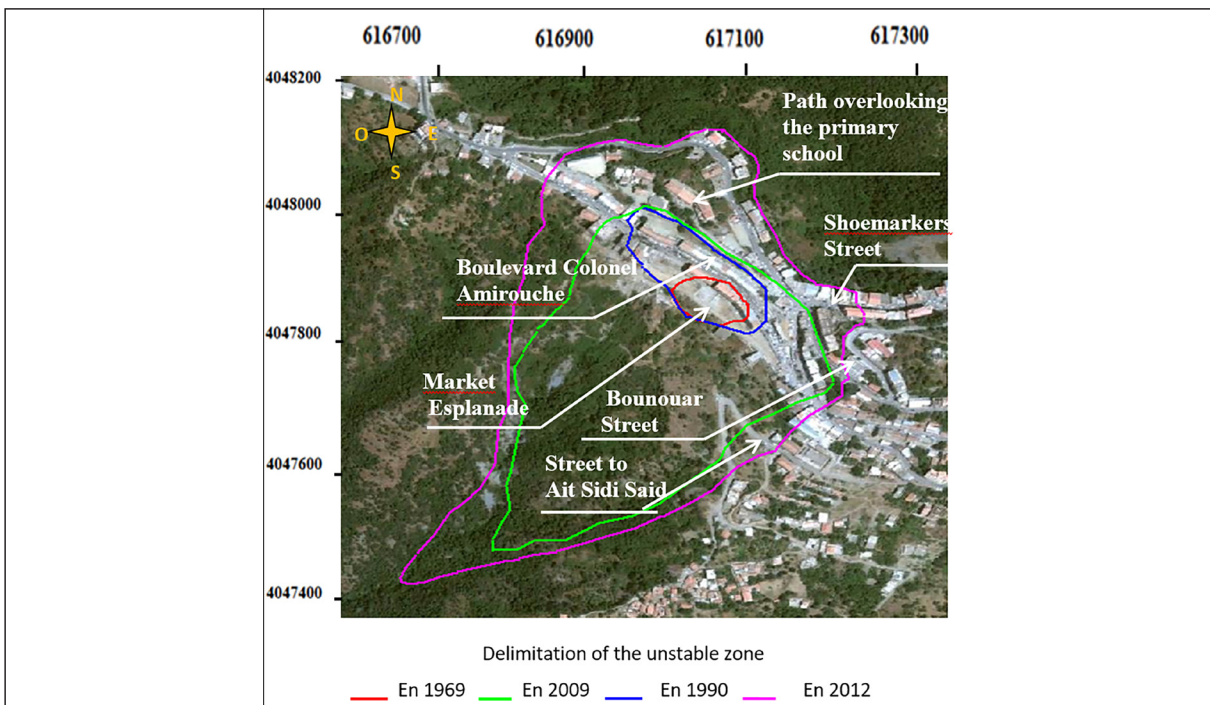 616700 616900 617100 617300
4048200
N
O E
S
Path overlooking
the primary
school
4048000
Shoemarkers
Street
Boulevard Colonel
Amirouche
4047800
Market
Esplanade
Bounouar
Street
4047600
Street to
Ait Sidi Said
4047400
Delimitation of the unstable zone
En 1969 En 2009 En 1990 En 2012